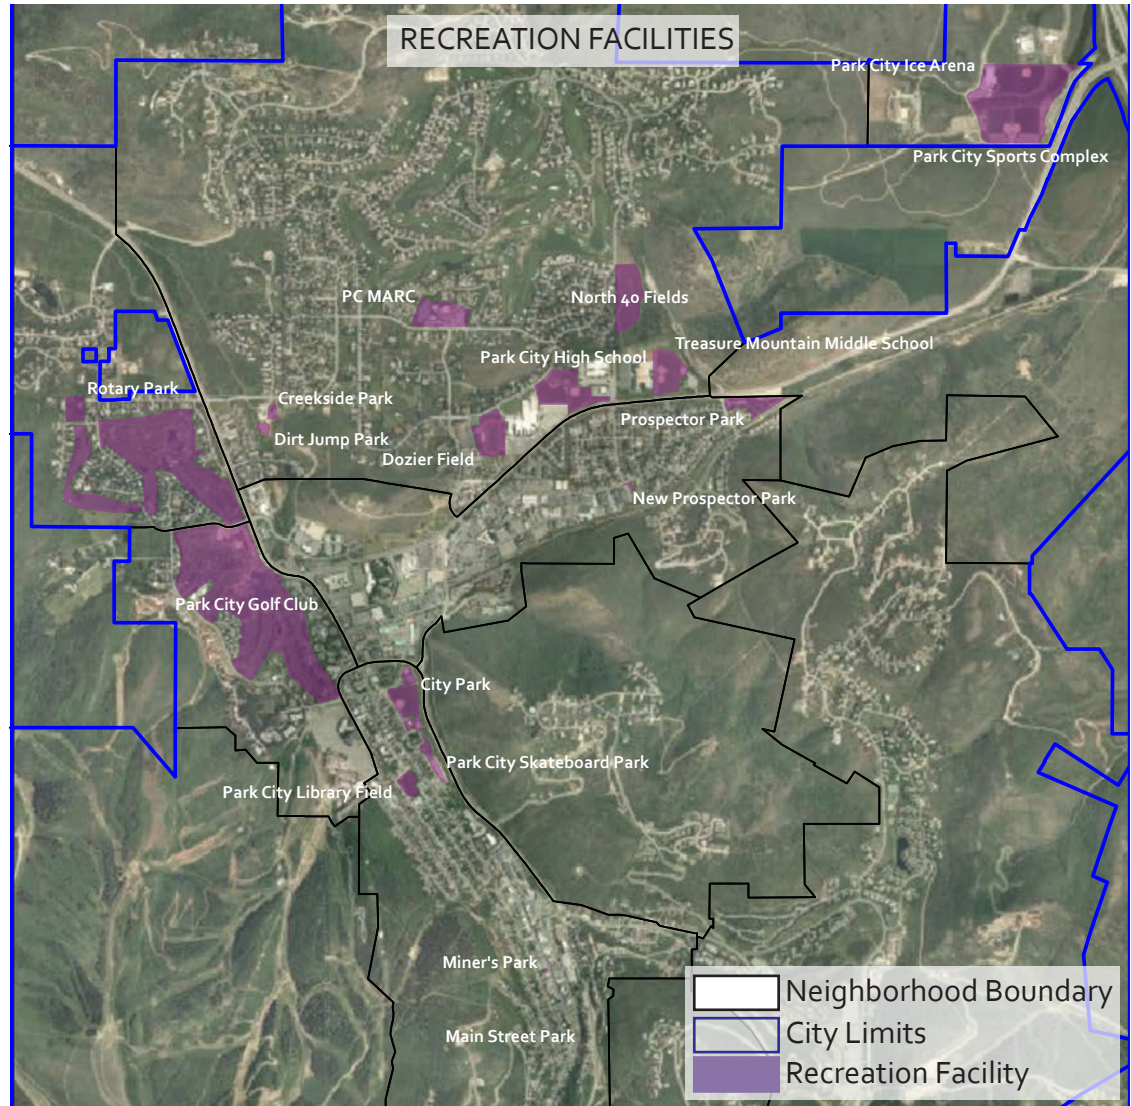 RECREATION FACILITIES
Park City Ice Arena
Park City Sports Complex
PC MARC
North 40 Fields
Treasure Mountain Middle School
Park City High School
Rotary Park
Creekside Park
Prospector Park
Dirt Jump Park
Dozier Field
New Prospector Park
Park City Golf Club
City Park
Park City Skateboard Park
Park City Library Field
Miner's Park
Main Street Park
Neighborhood Boundary
City Limits
Recreation Facility